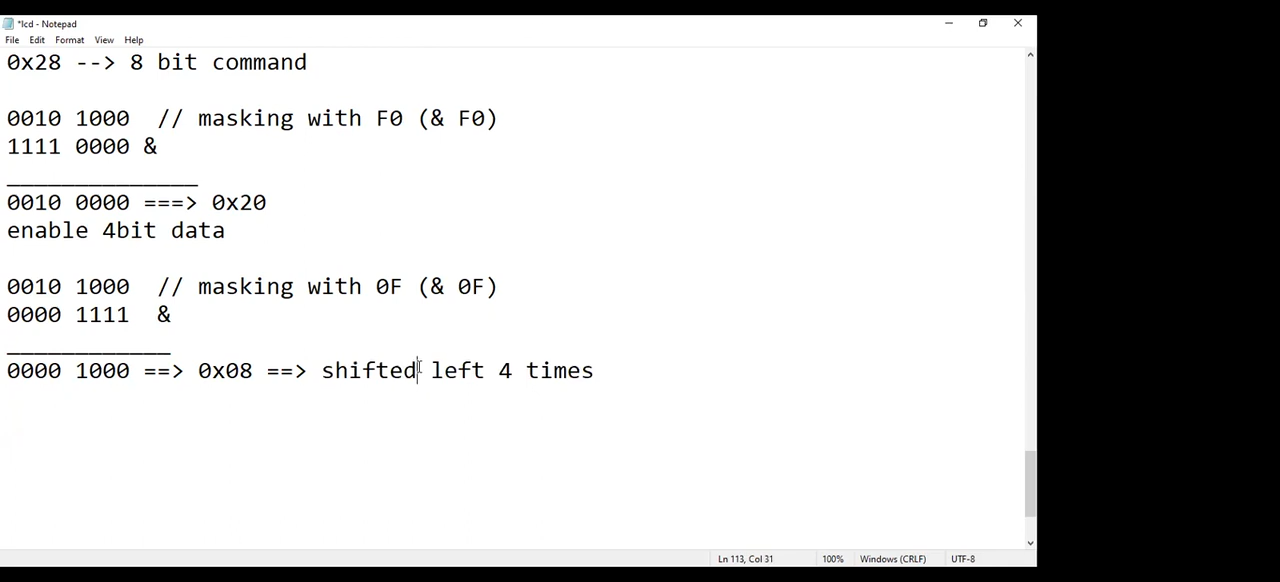 *lcd - Notepad
File Edit Format View Help
0x28 --> 8 bit command
0010 1000  // masking with F0 (& F0)
1111 0000 &
______________
0010 0000 ===> 0x20
enable 4bit data
0010 1000  // masking with 0F (& 0F)
0000 1111  &
____________
0000 1000 ==> 0x08 ==> shifted left 4 times
Ln 113, Col 31 100% Windows (CRLF) UTF-8